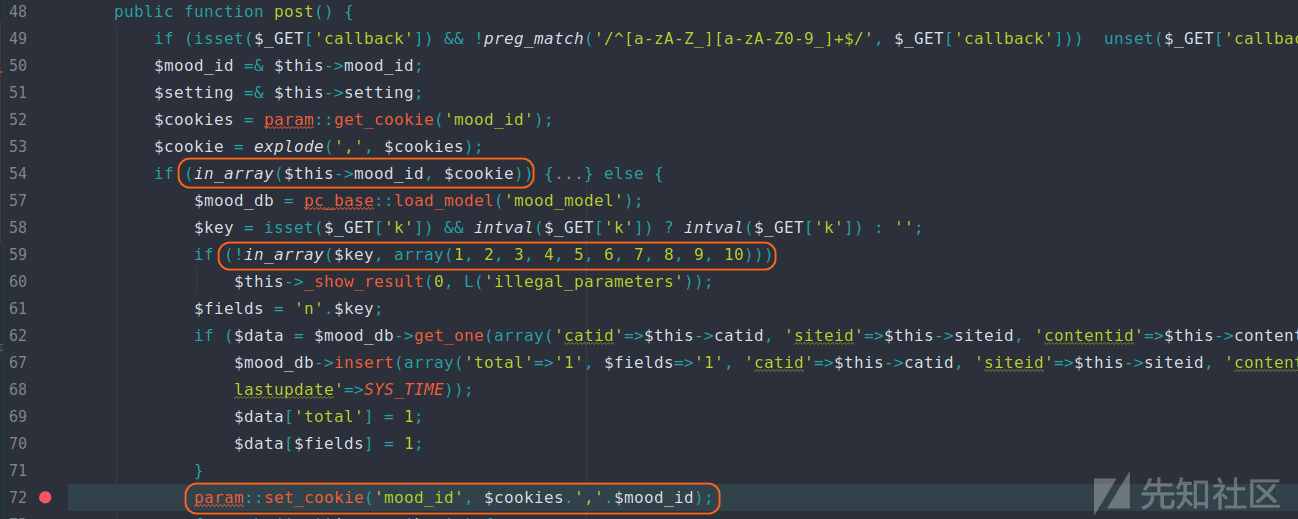 48 public function post() {
49 if (isset($_GET['callback']) && !preg_match('/^[a-zA-Z_][a-zA-Z0-9_]+$/', $_GET['callback'])) unset($_GET['callba
50 $mood_id =& $this->mood_id;
51 $setting =& $this->setting;
52 $cookies = param::get_cookie('mood_id');
53 $cookie = explode(',', $cookies);
54 if (in_array($this->mood_id, $cookie)) {...} else {
57 $mood_db = pc_base::load_model('mood_model');
58 $key = isset($_GET['k']) && intval($_GET['k']) ? intval($_GET['k']) : '';
59 if (!in_array($key, array(1, 2, 3, 4, 5, 6, 7, 8, 9, 10)))
60 $this->_show_result(0, L('illegal_parameters'));
61 $fields = 'n'.$key;
62 if ($data = $mood_db->get_one(array('catid'=>$this->catid, 'siteid'=>$this->siteid, 'contentid'=>$this->content
67 $mood_db->insert(array('total'=>'1', $fields=>'1', 'catid'=>$this->catid, 'siteid'=>$this->siteid, 'content
68 lastupdate'=>SYS_TIME));
69 $data['total'] = 1;
70 $data[$fields] = 1;
71 }
72 param::set_cookie('mood_id', $cookies.','.$mood_id);
先知社区